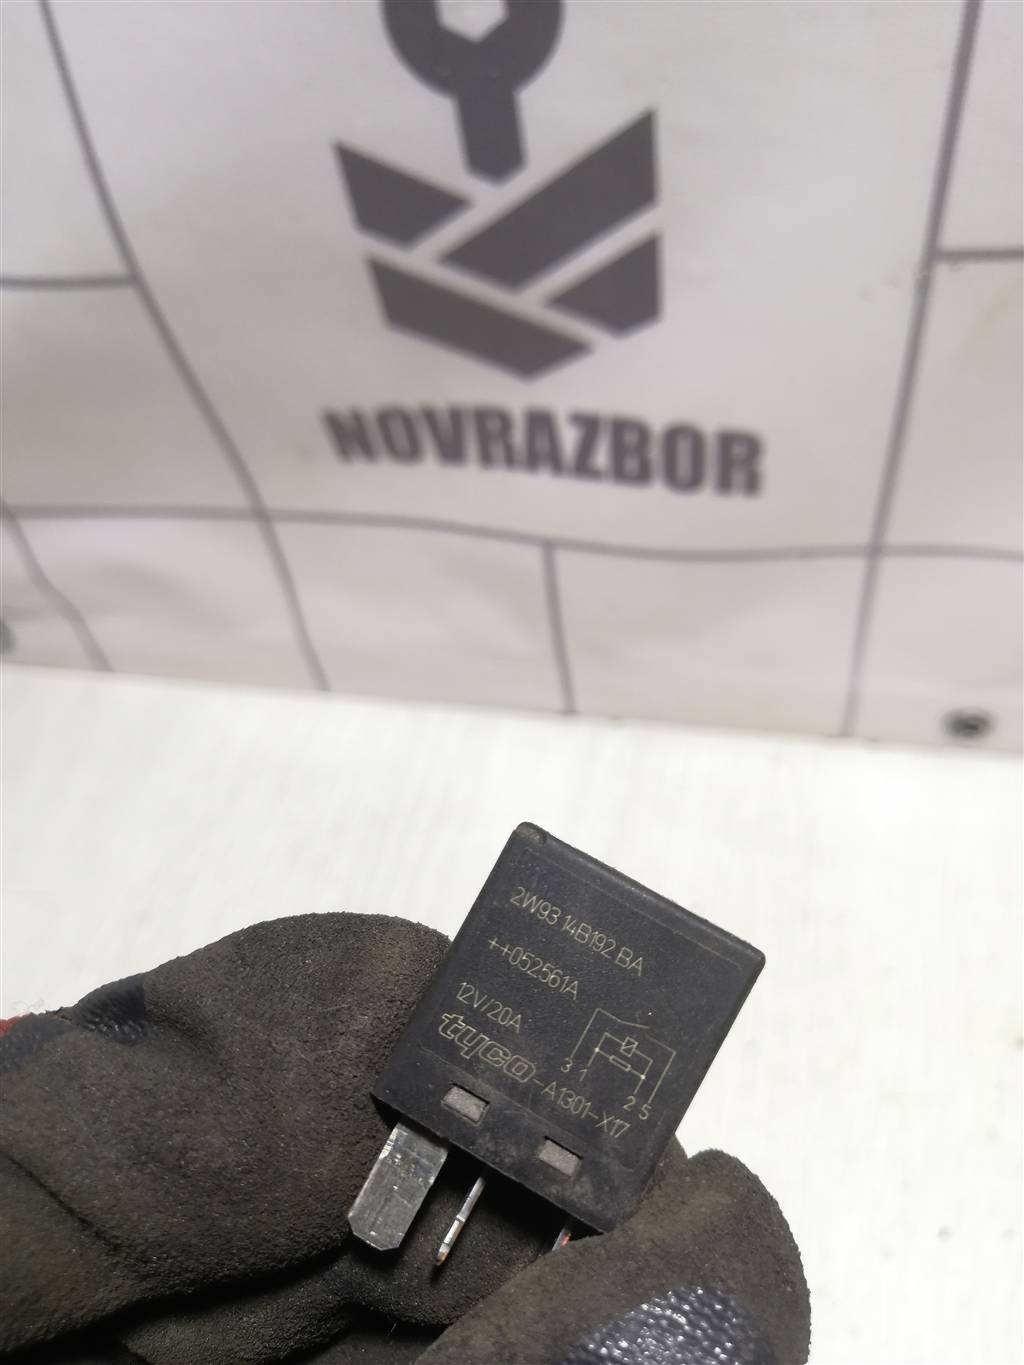 NOVRAZBOR
2W93 14B192 BA
++052561A
12V/20A
tyco -A1301-X17
3 1 2 5